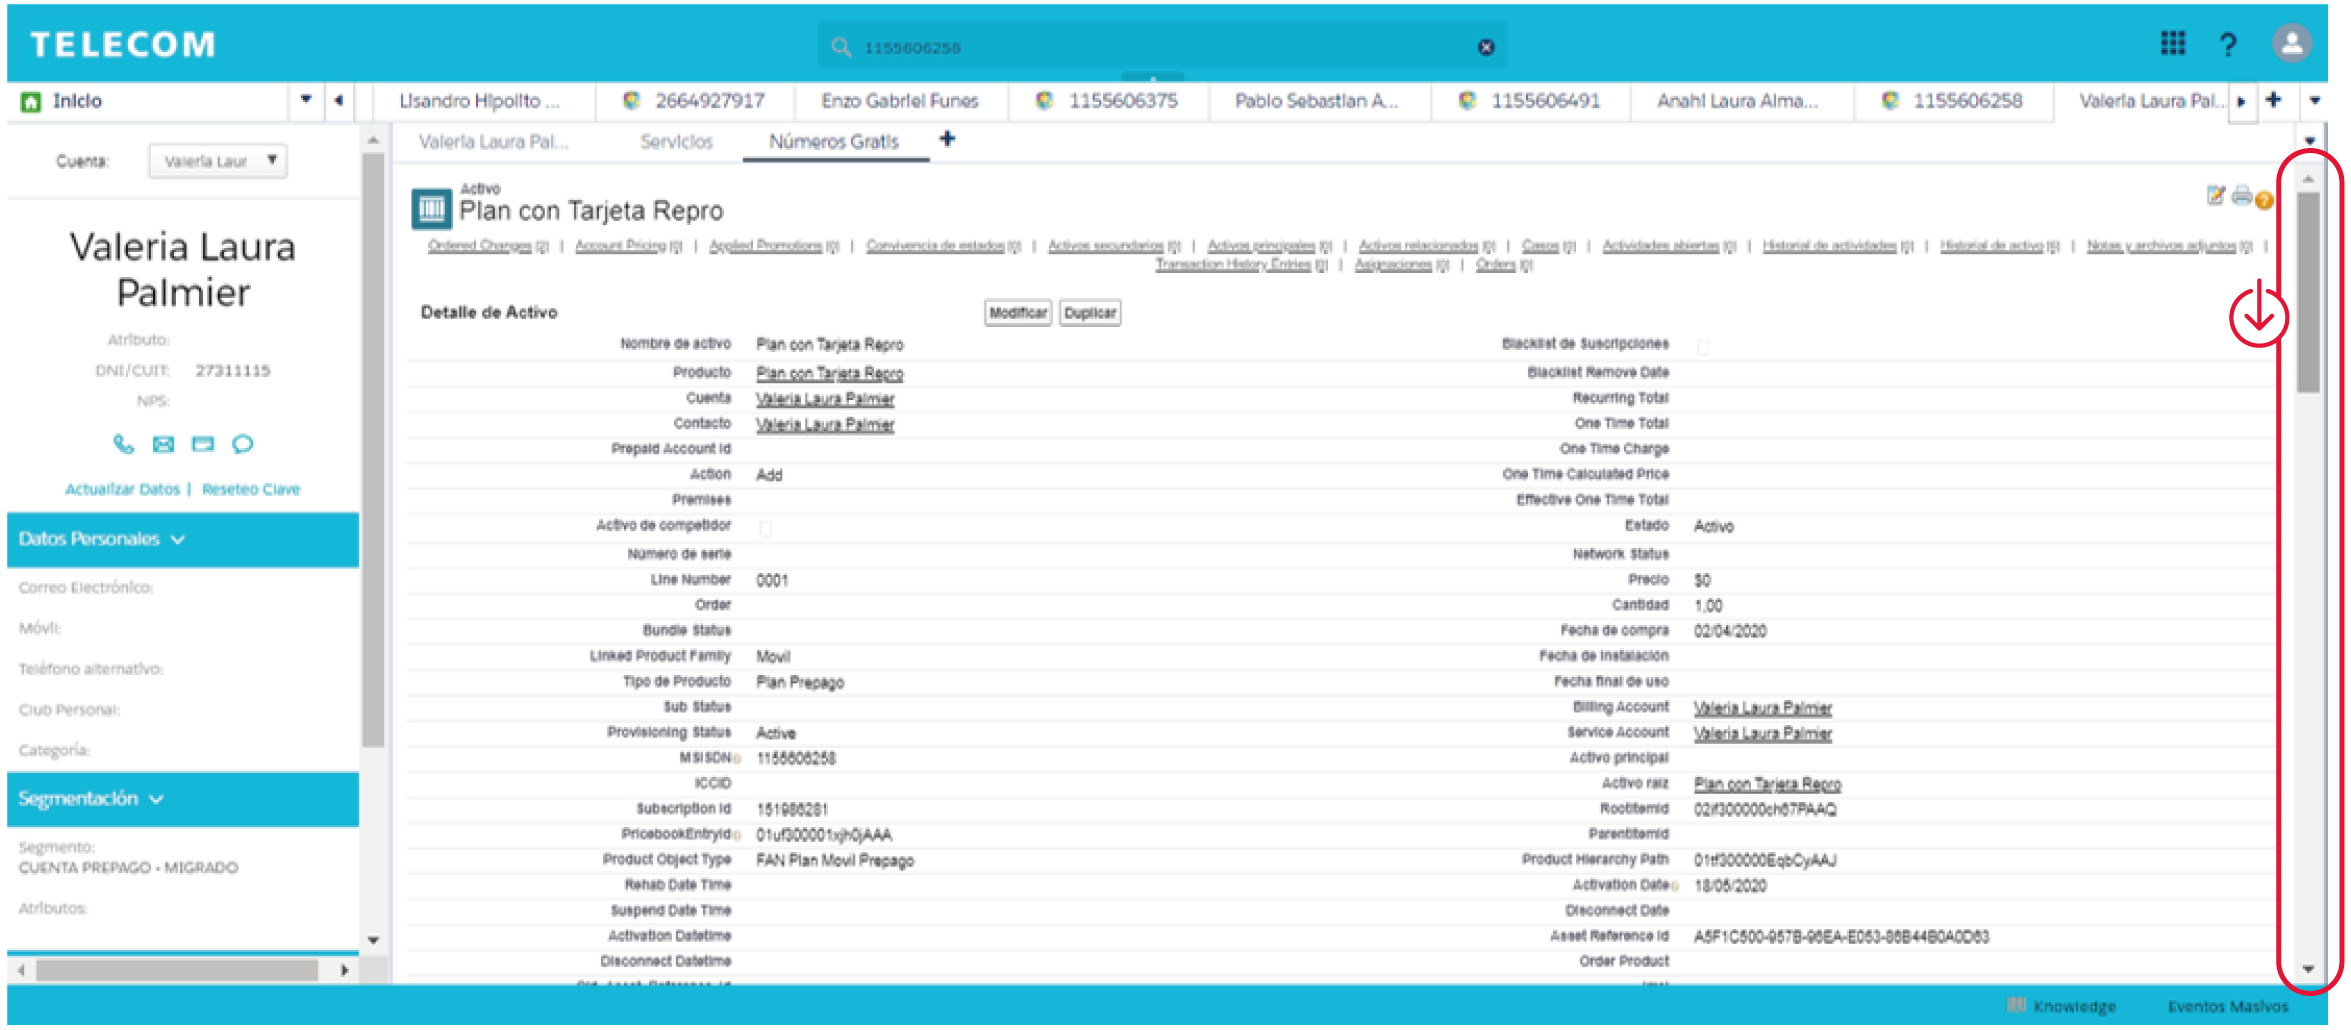 TELECOM
1155606258
?
Inicio
Lisandro Hipolito ...
2664927917
Enzo Gabriel Funes
1155606375
Pablo Sebastian A...
1155606491
Anahi Laura Alma...
1155606258
Valeria Laura Pal...
Valeria Laura Pal...
Servicios
Números Gratis
Cuenta:
Valeria Laur
Valeria Laura
Palmier
Atributo:
DNI/CUIT: 27311115
NPS:
Actualizar Datos | Reseteo Clave
Datos Personales
Correo Electrónico:
Móvil:
Teléfono alternativo:
Club Personal:
Categoría:
Segmentación
Segmento:
CUENTA PREPAGO - MIGRADO
Atributos:
Activo
Plan con Tarjeta Repro
Ordered Changes [2] | Account Pricing [0] | Applied Promotions [0] | Convivencia de estados [0] | Activos secundarios [0] | Activos principales [0] | Activos relacionados [0] | Casos [0] | Actividades abiertas [0] | Historial de actividades [0] | Historial de activo | Notas y archivos adjuntos [0] |
Transaction History Entries [0] | Asignaciones [0] | Orders [0]
Detalle de Activo
Modificar
Duplicar
Nombre de activo Plan con Tarjeta Repro
Producto Plan con Tarjeta Repro
Cuenta Valeria Laura Palmier
Contacto Valeria Laura Palmier
Prepaid Account Id
Action Add
Premises
Activo de competidor
Número de serie
Line Number 0001
Order
Bundle Status
Linked Product Family Movil
Tipo de Producto Plan Prepago
Sub Status
Provisioning Status Active
MSISDN 1155606258
ICCID
Subscription Id 151986281
PricebookEntryId
Product Object Type FAN Plan Movil Prepago
Rehab Date Time
Suspend Date Time
Activation Datetime
Disconnect Datetime
Blacklist de Suscripciones
Blacklist Remove Date
Recurring Total
One Time Total
One Time Charge
One Time Calculated Price
Effective One Time Total
Estado Activo
Network Status
Precio $0
Cantidad 1,00
Fecha de compra 02/04/2020
Fecha de instalación
Fecha final de uso
Billing Account Valeria Laura Palmier
Service Account Valeria Laura Palmier
Activo principal
Activo raíz Plan con Tarjeta Repro
RootItemId
ParentItemId
Product Hierarchy Path
Activation Date 18/05/2020
Disconnect Date
Asset Reference Id
Order Product
Knowledge
Eventos Masivos